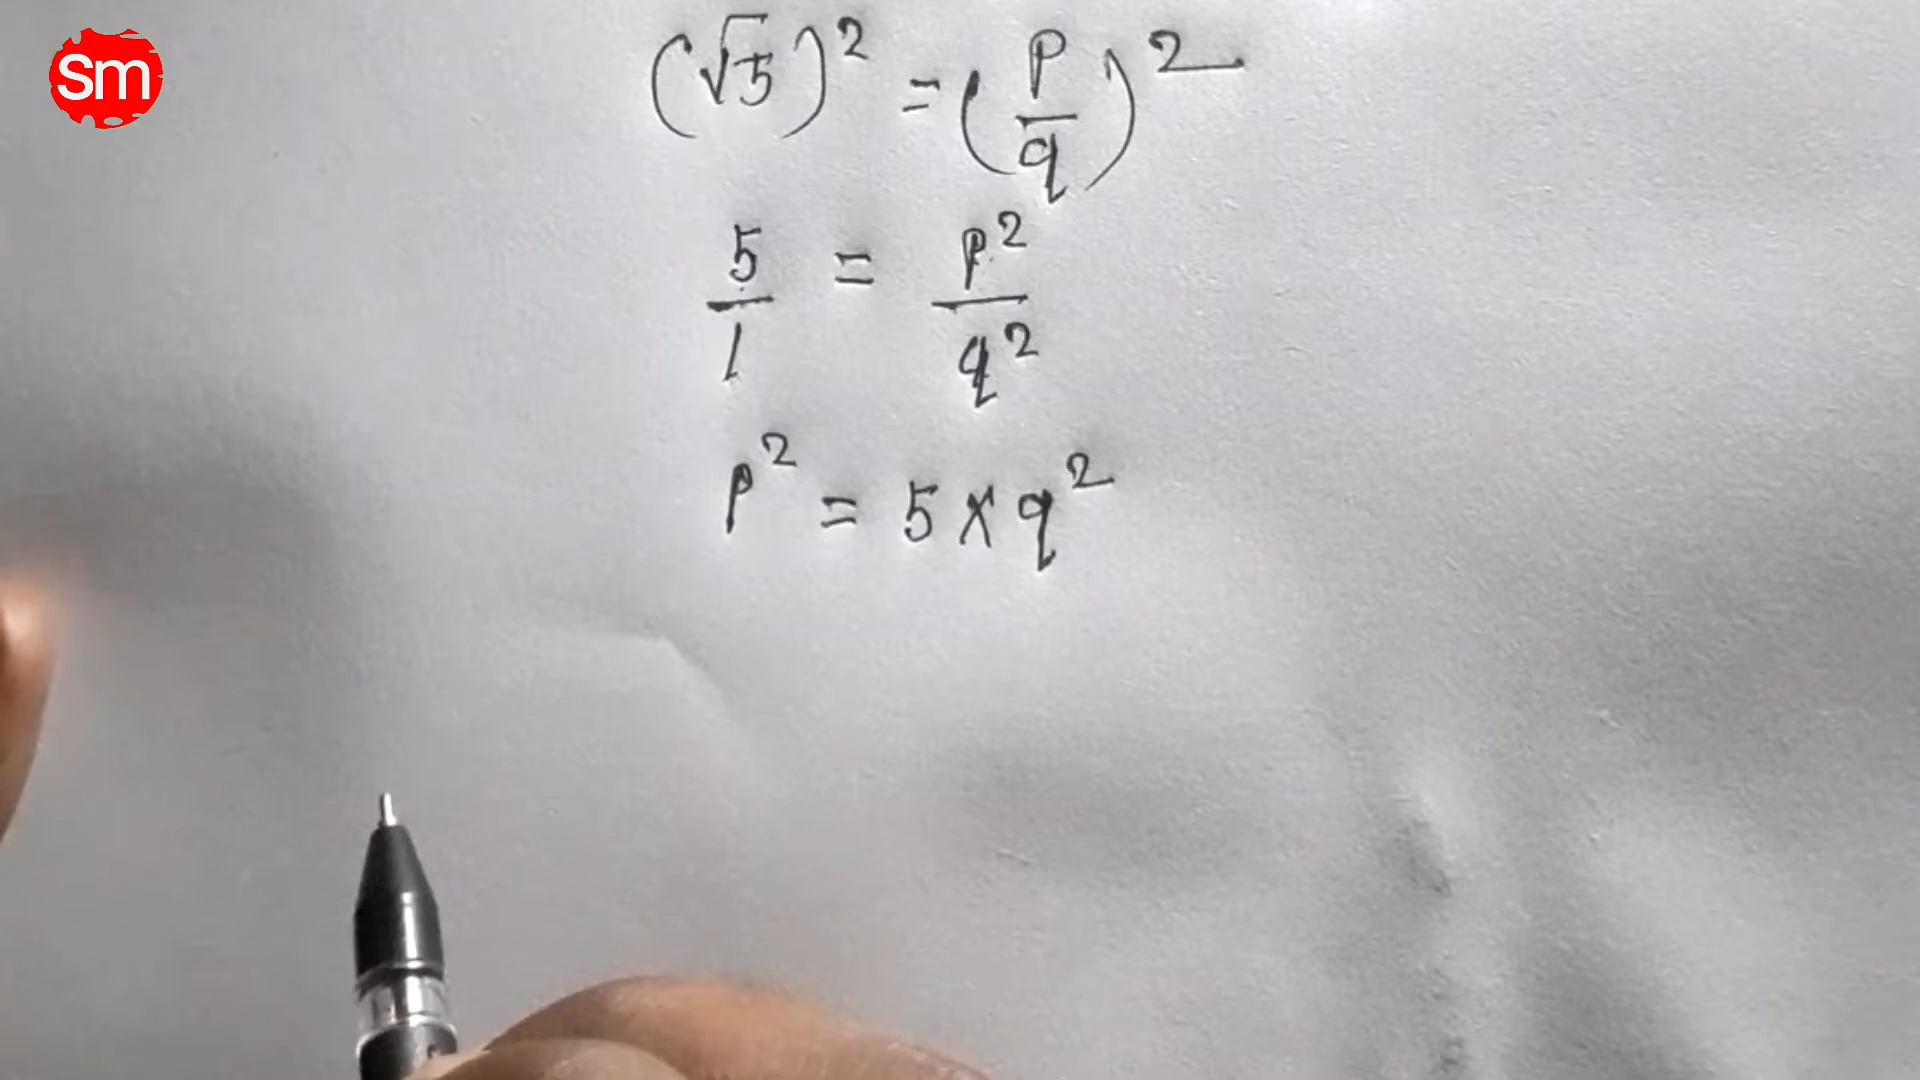 Sm
(√5)² = (p/q)²
5/1 = p²/q²
p² = 5 × q²